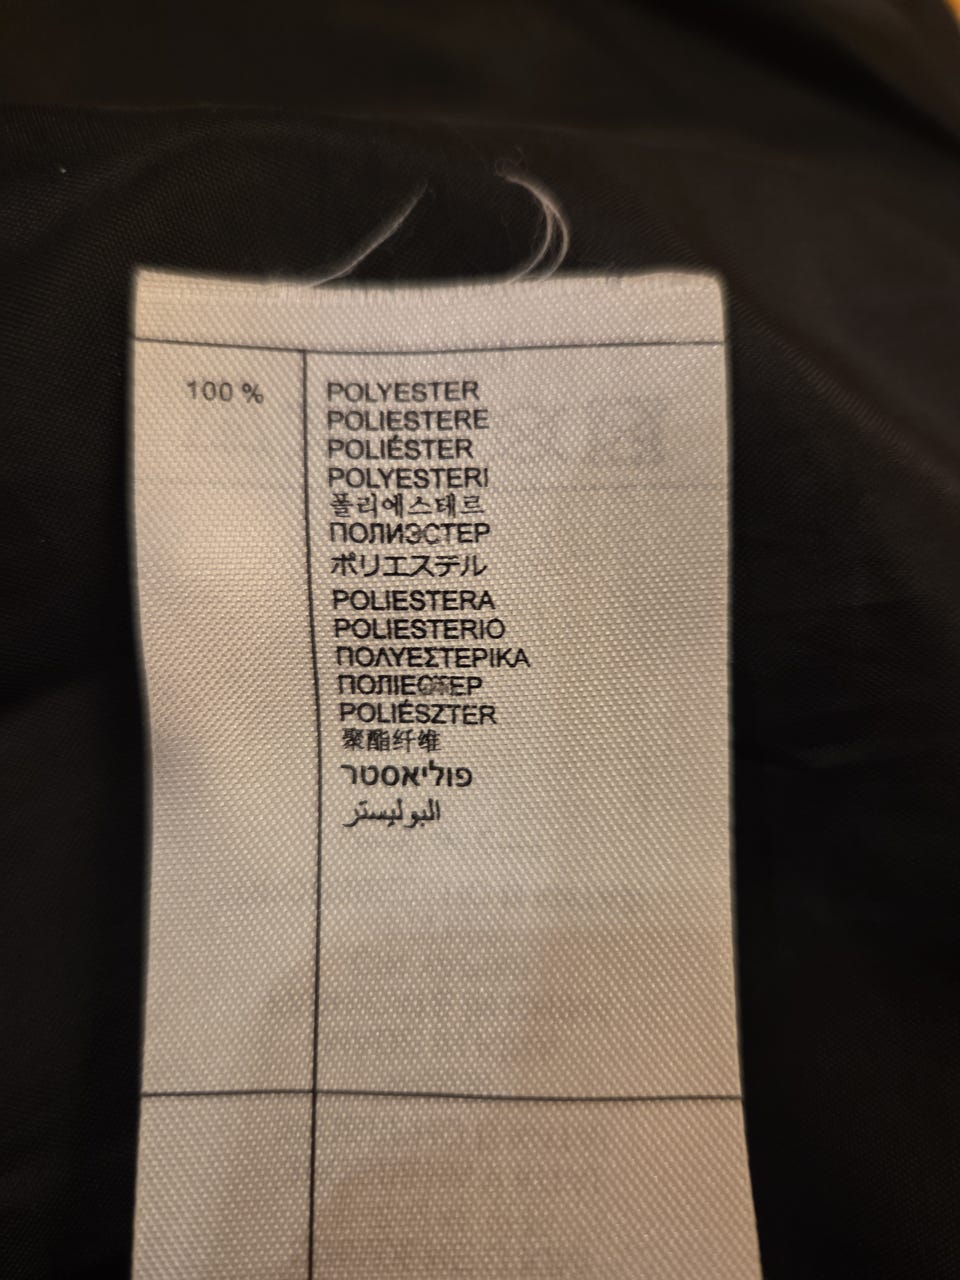 100 % POLYESTER
POLIESTERE
POLIÉSTER
POLYESTERI
폴리에스테르
ПОЛИЭСТЕР
ポリエステル
POLIESTERA
POLIESTERIO
ΠΟΛΥΕΣΤΕΡΙΚΑ
ПОЛІЕСТЕР
POLIÉSZTER
聚酯纤维
פוליאסטר
البوليستر